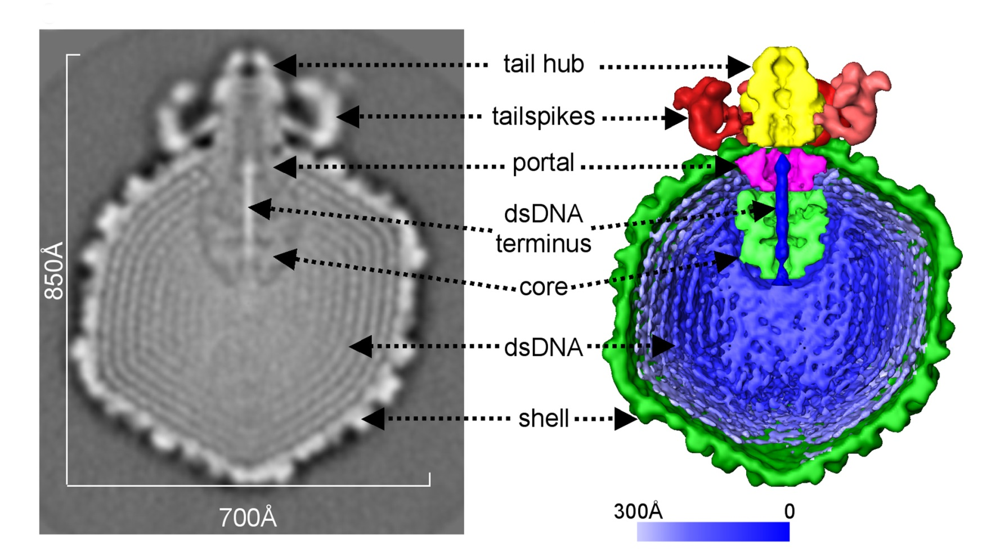 tail hub
tailspikes
portal
dsDNA
terminus
core
dsDNA
shell
850Å
700Å
300Å 0